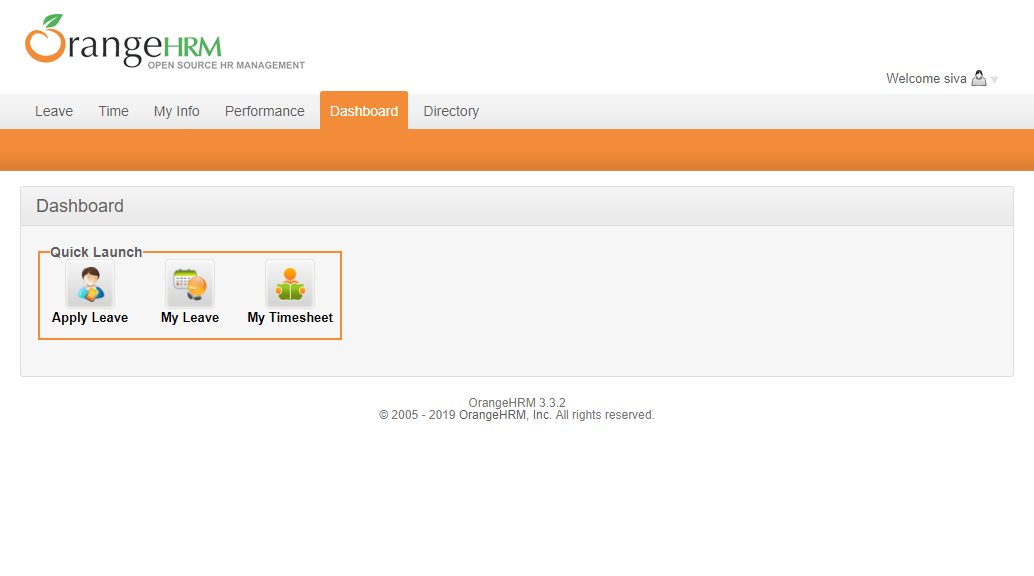 OrangeHRM
OPEN SOURCE HR MANAGEMENT
Welcome siva
Leave Time My Info Performance Dashboard Directory
Dashboard
Quick Launch
Apply Leave My Leave My Timesheet
OrangeHRM 3.3.2
© 2005 - 2019 OrangeHRM, Inc. All rights reserved.